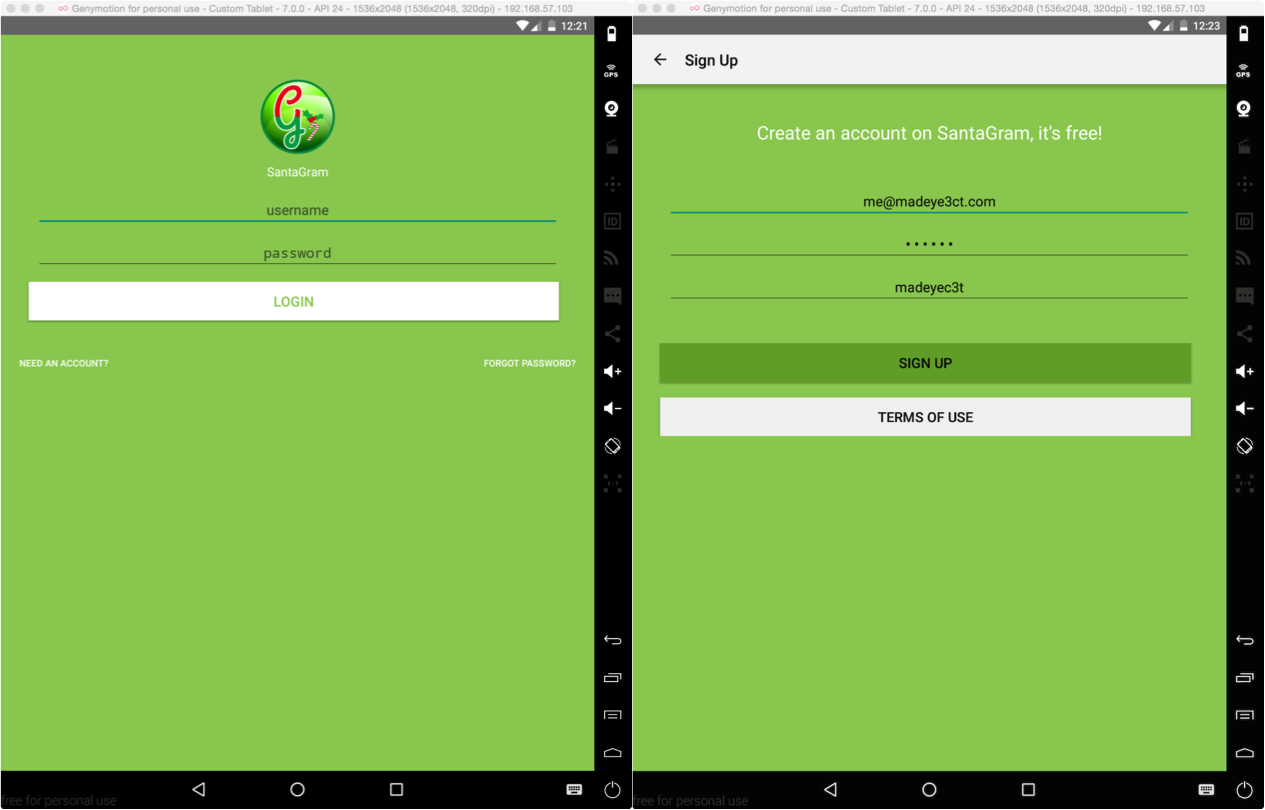 Genymotion for personal use - Custom Tablet - 7.0.0 - API 24 - 1536x2048 (1536x2048, 320dpi) - 192.168.57.103
12:21
GPS
G
SantaGram
username
password
LOGIN
NEED AN ACCOUNT?
FORGOT PASSWORD?
ID
1:1
free for personal use
Genymotion for personal use - Custom Tablet - 7.0.0 - API 24 - 1536x2048 (1536x2048, 320dpi) - 192.168.57.103
12:23
Sign Up
GPS
Create an account on SantaGram, it's free!
me@madeye3ct.com
••••••
madeyec3t
SIGN UP
TERMS OF USE
ID
1:1
free for personal use